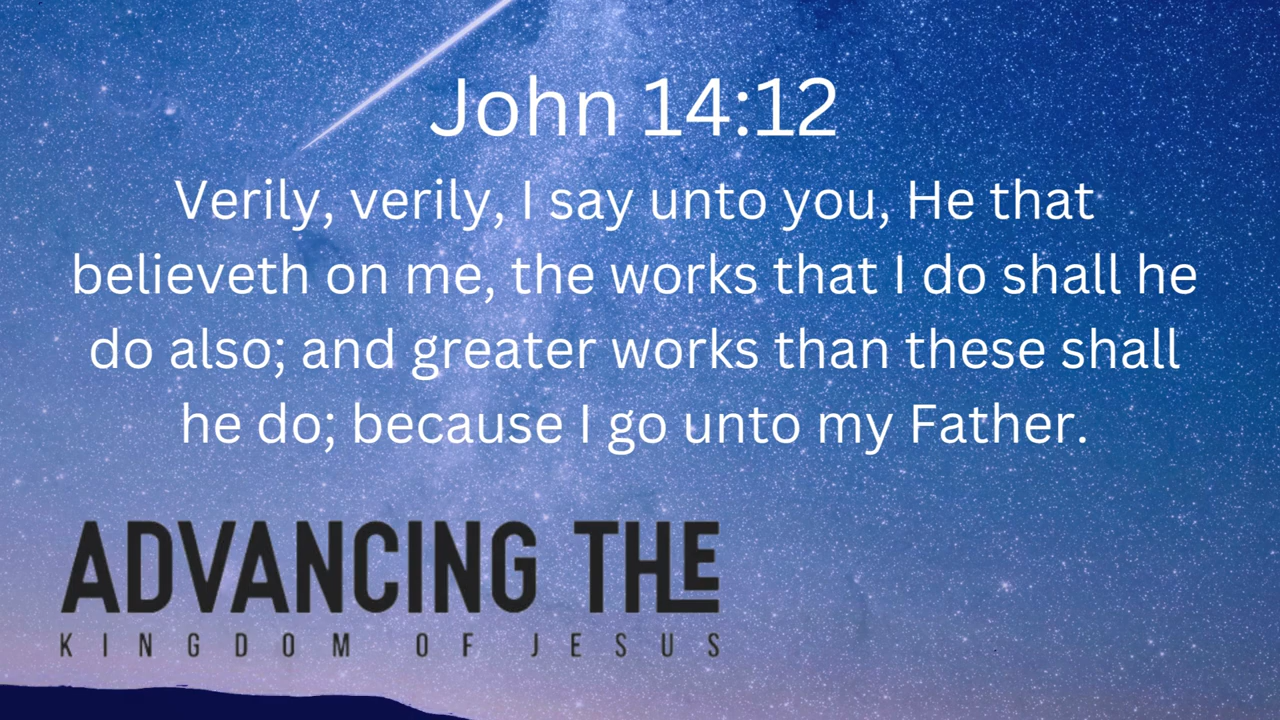 John 14:12
Verily, verily, I say unto you, He that
believeth on me, the works that I do shall he
do also; and greater works than these shall
he do; because I go unto my Father.
ADVANCING THE
KINGDOM OF JESUS